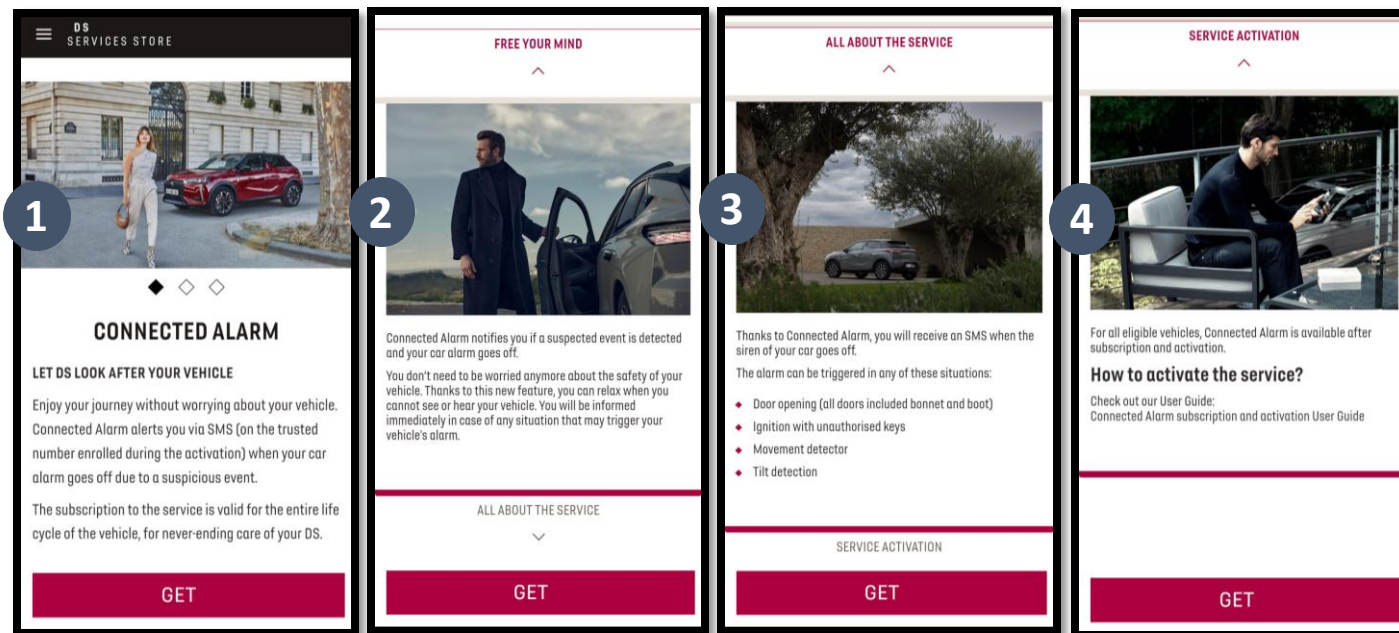 DS
SERVICES STORE
1
CONNECTED ALARM
LET DS LOOK AFTER YOUR VEHICLE
Enjoy your journey without worrying about your vehicle.
Connected Alarm alerts you via SMS (on the trusted
number enrolled during the activation) when your car
alarm goes off due to a suspicious event.
The subscription to the service is valid for the entire life
cycle of the vehicle, for never-ending care of your DS.
GET
FREE YOUR MIND
2
Connected Alarm notifies you if a suspected event is detected
and your car alarm goes off.
You don't need to be worried anymore about the safety of your
vehicle. Thanks to this new feature, you can relax when you
cannot see or hear your vehicle. You will be informed
immediately in case of any situation that may trigger your
vehicle's alarm.
ALL ABOUT THE SERVICE
GET
ALL ABOUT THE SERVICE
3
Thanks to Connected Alarm, you will receive an SMS when the
siren of your car goes off.
The alarm can be triggered in any of these situations:
Door opening (all doors included bonnet and boot)
Ignition with unauthorised keys
Movement detector
Tilt detection
SERVICE ACTIVATION
GET
SERVICE ACTIVATION
4
For all eligible vehicles, Connected Alarm is available after
subscription and activation.
How to activate the service?
Check out our User Guide:
Connected Alarm subscription and activation User Guide
GET